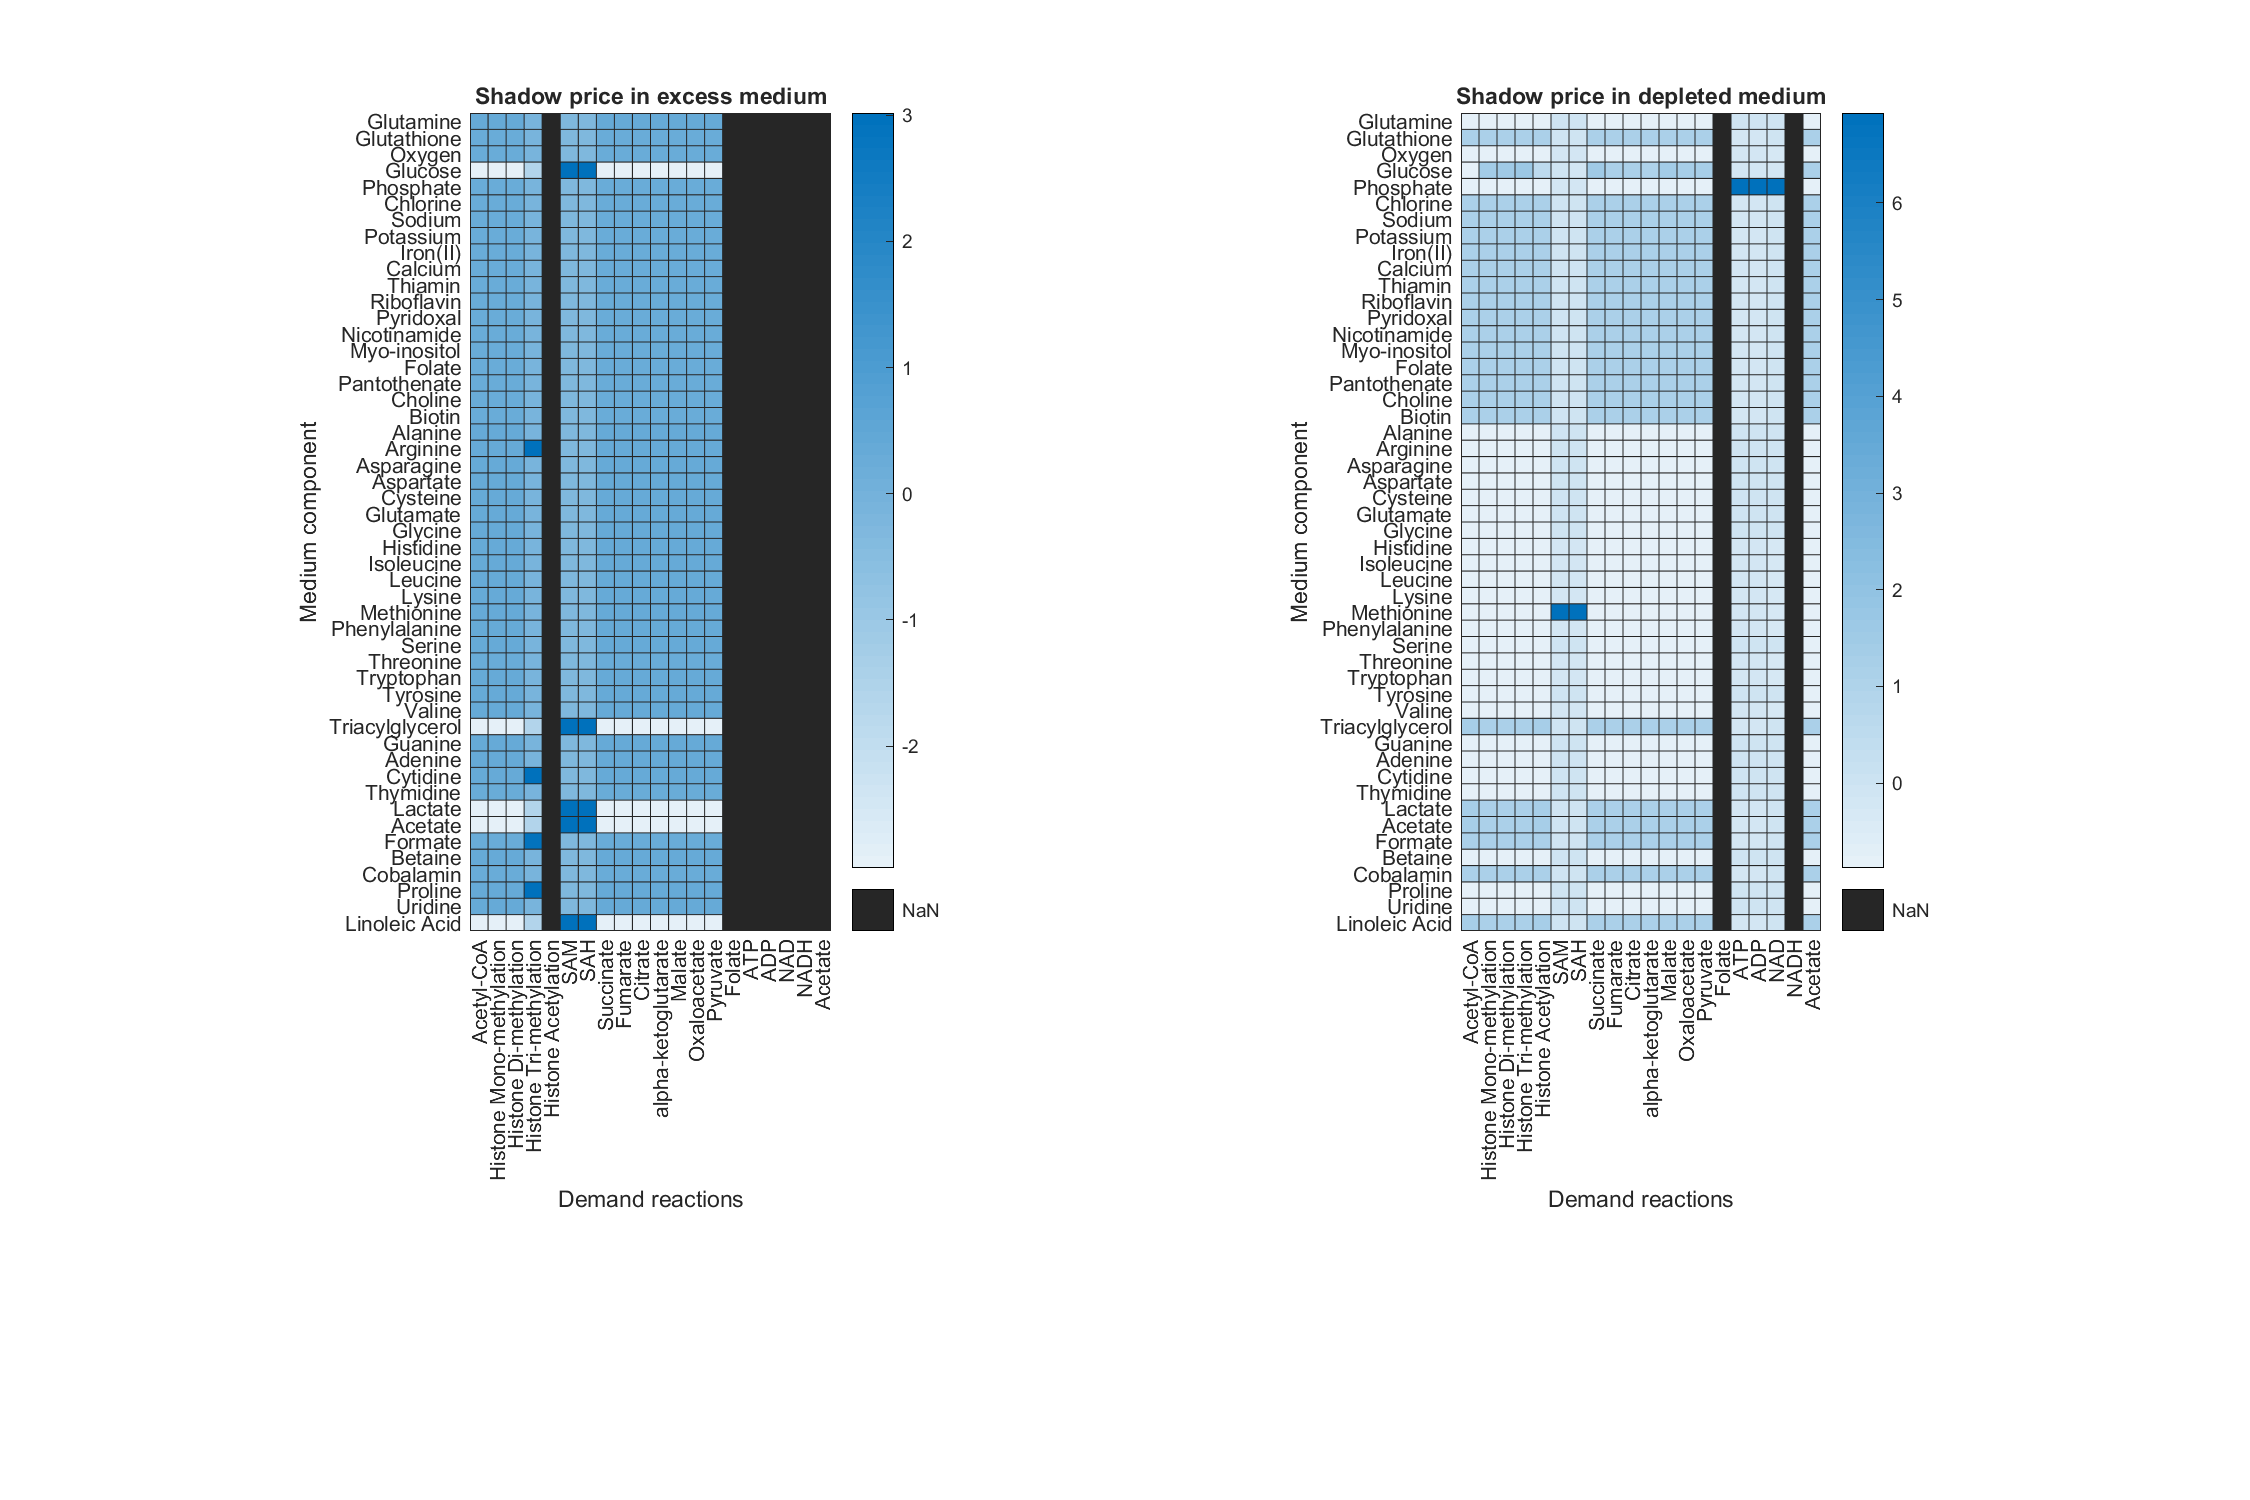 Shadow price in excess medium
Medium component
Glutamine
Glutathione
Oxygen
Glucose
Phosphate
Chlorine
Sodium
Potassium
Iron(II)
Calcium
Thiamin
Riboflavin
Pyridoxal
Nicotinamide
Myo-inositol
Folate
Pantothenate
Choline
Biotin
Alanine
Arginine
Asparagine
Aspartate
Cysteine
Glutamate
Glycine
Histidine
Isoleucine
Leucine
Lysine
Methionine
Phenylalanine
Serine
Threonine
Tryptophan
Tyrosine
Valine
Triacylglycerol
Guanine
Adenine
Cytidine
Thymidine
Lactate
Acetate
Formate
Betaine
Cobalamin
Proline
Uridine
Linoleic Acid
Acetyl-CoA
Histone Mono-methylation
Histone Di-methylation
Histone Tri-methylation
Histone Acetylation
SAM
SAH
Succinate
Fumarate
Citrate
alpha-ketoglutarate
Malate
Oxaloacetate
Pyruvate
Folate
ATP
ADP
NAD
NADH
Acetate
Demand reactions
3
2
1
0
-1
-2
NaN
Shadow price in depleted medium
Medium component
Glutamine
Glutathione
Oxygen
Glucose
Phosphate
Chlorine
Sodium
Potassium
Iron(II)
Calcium
Thiamin
Riboflavin
Pyridoxal
Nicotinamide
Myo-inositol
Folate
Pantothenate
Choline
Biotin
Alanine
Arginine
Asparagine
Aspartate
Cysteine
Glutamate
Glycine
Histidine
Isoleucine
Leucine
Lysine
Methionine
Phenylalanine
Serine
Threonine
Tryptophan
Tyrosine
Valine
Triacylglycerol
Guanine
Adenine
Cytidine
Thymidine
Lactate
Acetate
Formate
Betaine
Cobalamin
Proline
Uridine
Linoleic Acid
Acetyl-CoA
Histone Mono-methylation
Histone Di-methylation
Histone Tri-methylation
Histone Acetylation
SAM
SAH
Succinate
Fumarate
Citrate
alpha-ketoglutarate
Malate
Oxaloacetate
Pyruvate
Folate
ATP
ADP
NAD
NADH
Acetate
Demand reactions
6
5
4
3
2
1
0
NaN